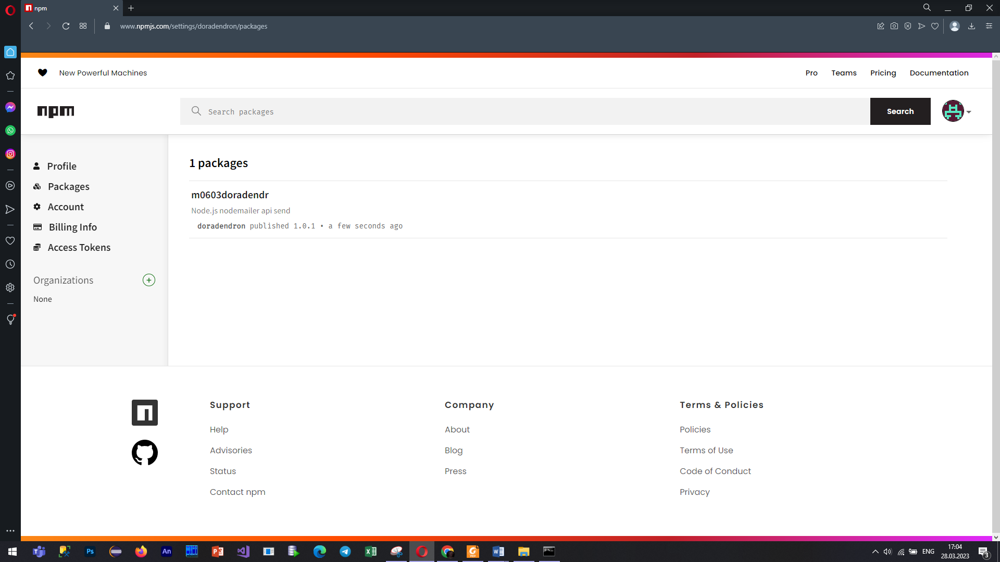 npm
www.npmjs.com/settings/doradendron/packages
New Powerful Machines
Pro
Teams
Pricing
Documentation
npm
Search packages
Search
Profile
Packages
Account
Billing Info
Access Tokens
Organizations
None
1 packages
m0603doradendr
Node.js nodemailer api send
doradendron published 1.0.1 • a few seconds ago
Support
Help
Advisories
Status
Contact npm
Company
About
Blog
Press
Terms & Policies
Policies
Terms of Use
Code of Conduct
Privacy
Ps
An
ENG
17:04
28.03.2023
3